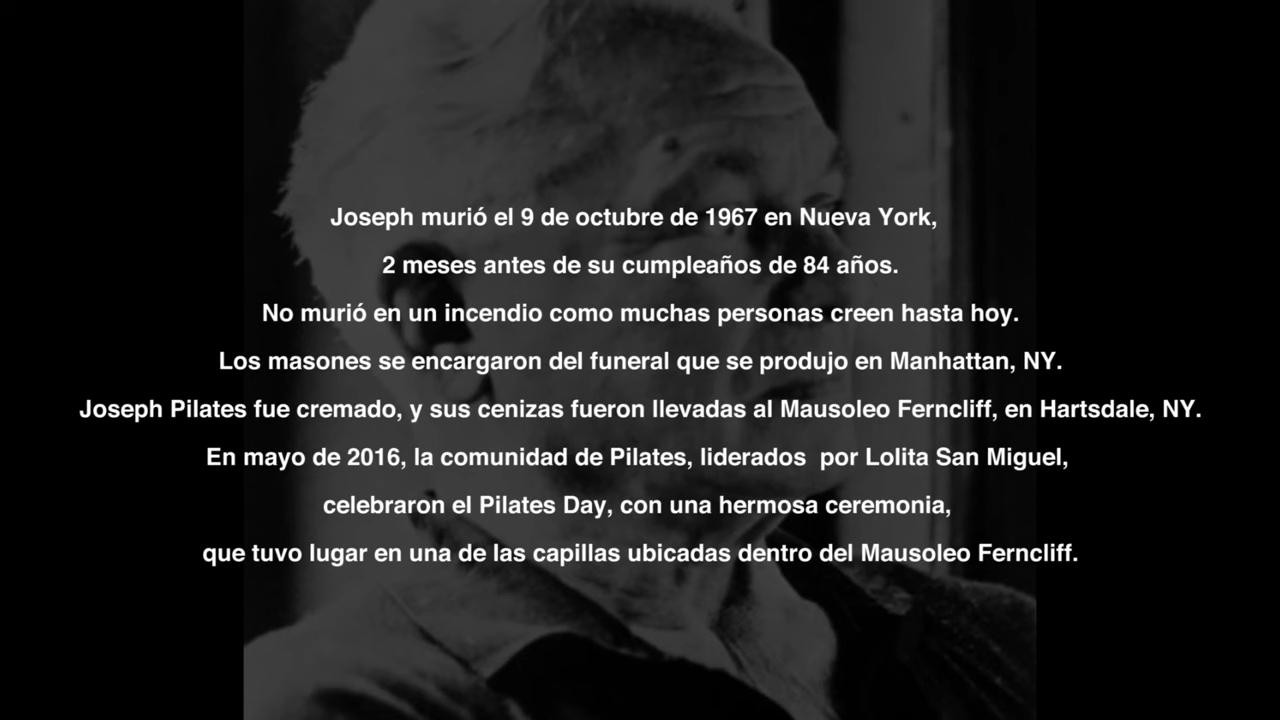 Joseph murió el 9 de octubre de 1967 en Nueva York,
2 meses antes de su cumpleaños de 84 años.
No murió en un incendio como muchas personas creen hasta hoy.
Los masones se encargaron del funeral que se produjo en Manhattan, NY.
Joseph Pilates fue cremado, y sus cenizas fueron llevadas al Mausoleo Ferncliff, en Hartsdale, NY.
En mayo de 2016, la comunidad de Pilates, liderados  por Lolita San Miguel,
celebraron el Pilates Day, con una hermosa ceremonia,
que tuvo lugar en una de las capillas ubicadas dentro del Mausoleo Ferncliff.